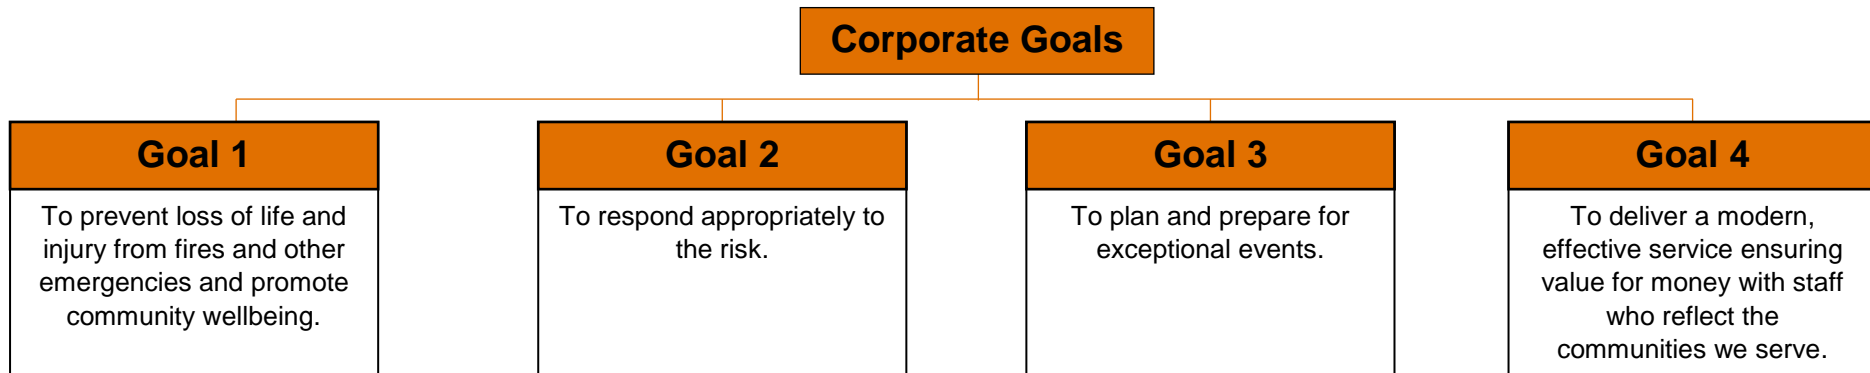 Corporate Goals
Goal 1
To prevent loss of life and
injury from fires and other
emergencies and promote
community wellbeing.
Goal 2
To respond appropriately to
the risk.
Goal 3
To plan and prepare for
exceptional events.
Goal 4
To deliver a modern,
effective service ensuring
value for money with staff
who reflect the
communities we serve.